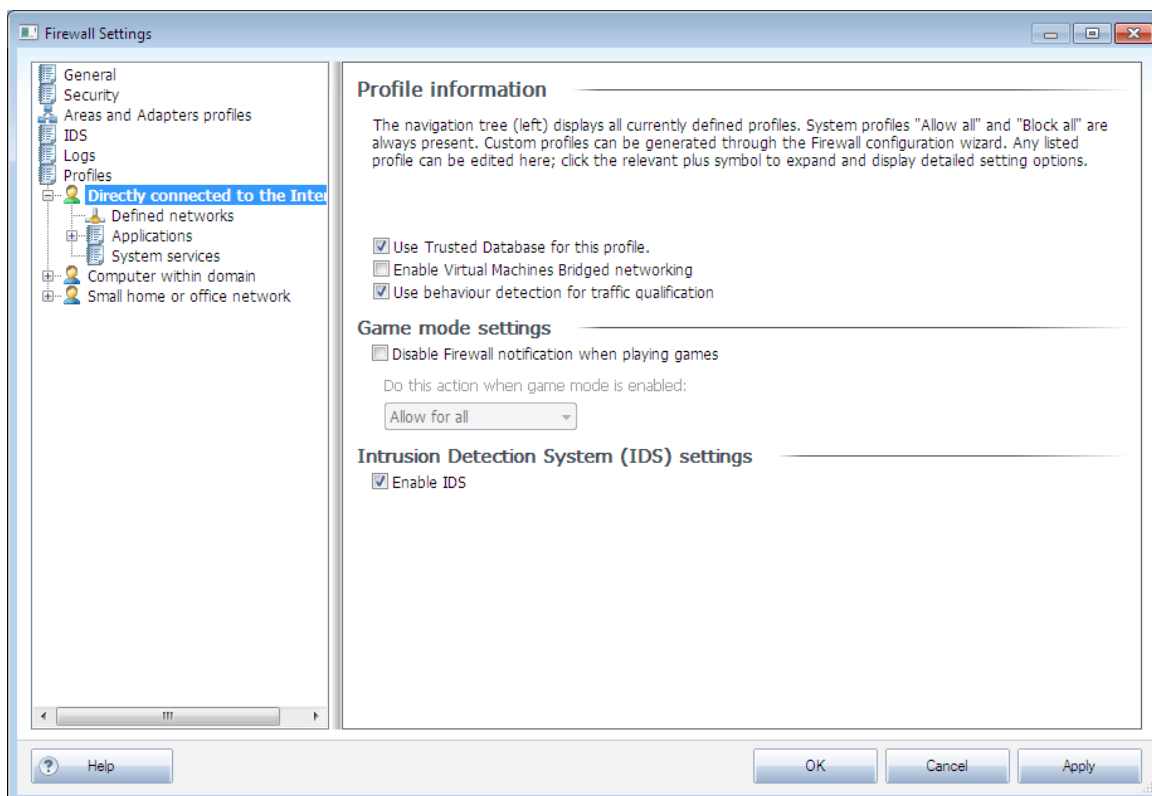 Firewall Settings
General
Security
Areas and Adapters profiles
IDS
Logs
Profiles
Directly connected to the Inter
Defined networks
Applications
System services
Computer within domain
Small home or office network
Profile information
The navigation tree (left) displays all currently defined profiles. System profiles "Allow all" and "Block all" are
always present. Custom profiles can be generated through the Firewall configuration wizard. Any listed
profile can be edited here; click the relevant plus symbol to expand and display detailed setting options.
Use Trusted Database for this profile.
Enable Virtual Machines Bridged networking
Use behaviour detection for traffic qualification
Game mode settings
Disable Firewall notification when playing games
Do this action when game mode is enabled:
Allow for all
Intrusion Detection System (IDS) settings
Enable IDS
? Help
OK
Cancel
Apply